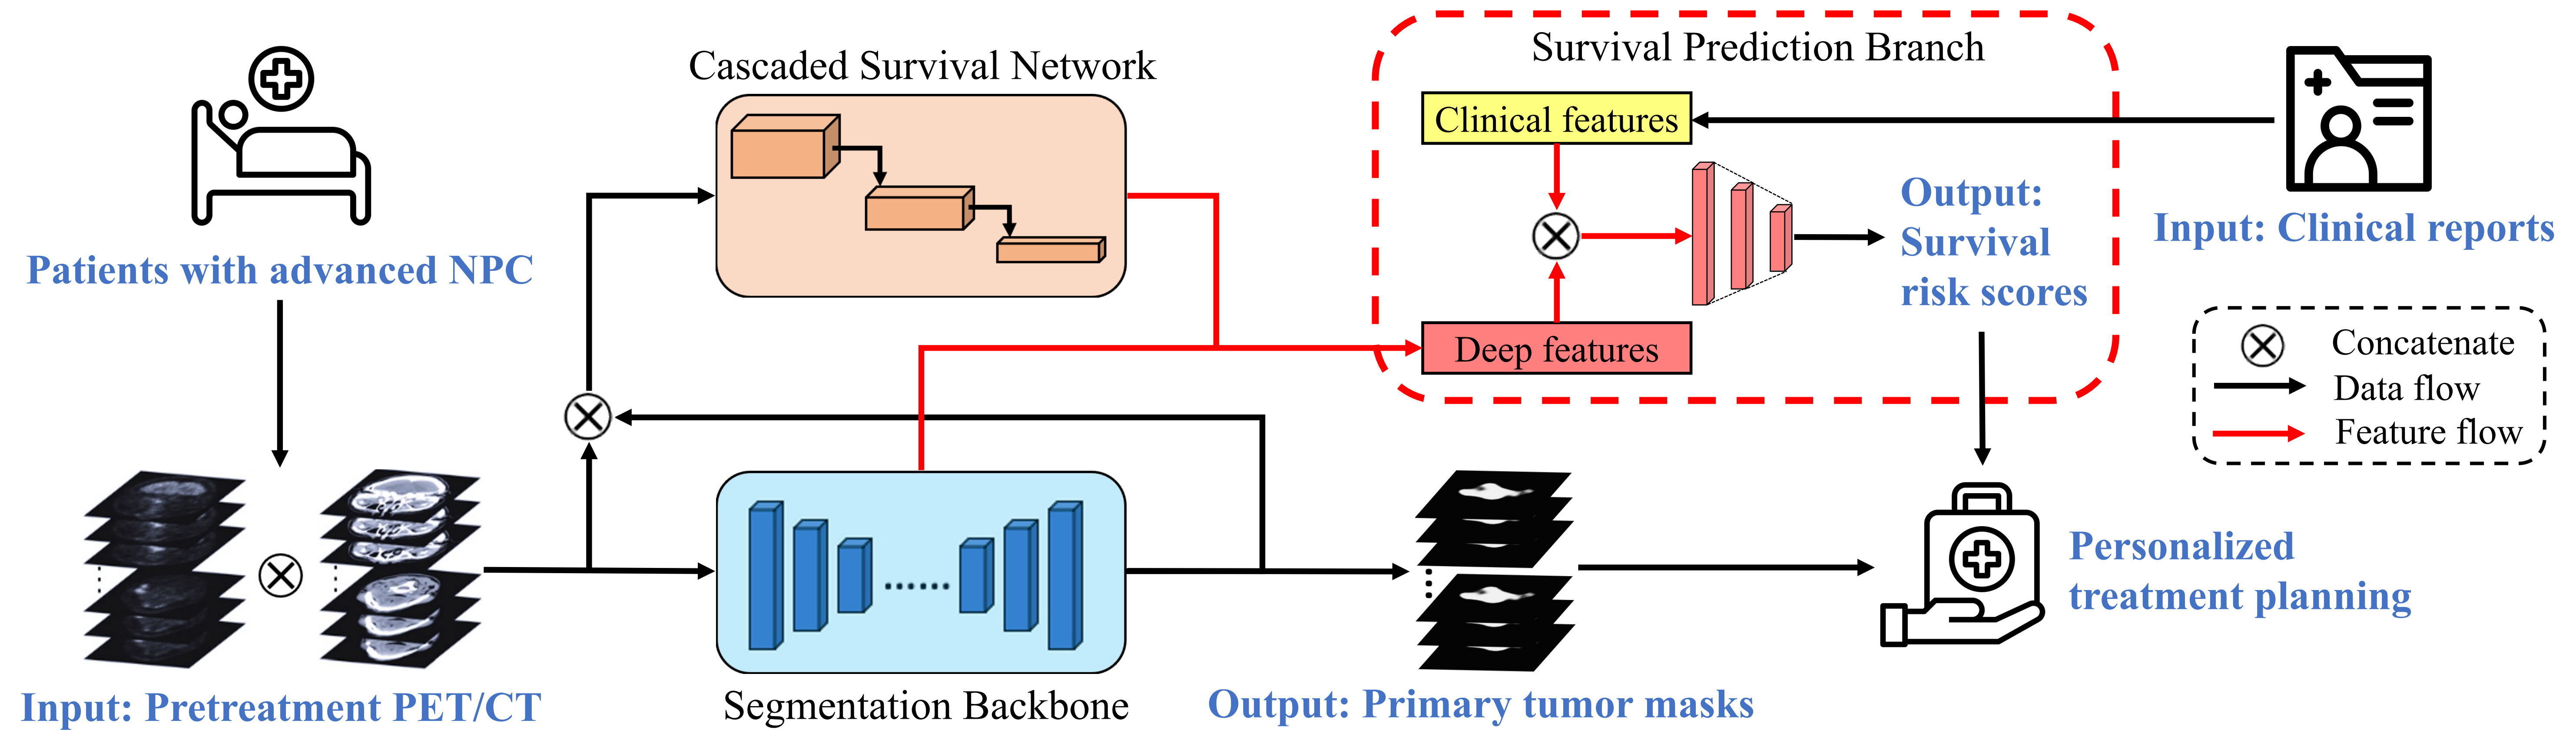 Cascaded Survival Network
Survival Prediction Branch
Clinical features
Output:
Survival
risk scores
Input: Clinical reports
Patients with advanced NPC
Deep features
Concatenate
Data flow
Feature flow
Personalized
treatment planning
Input: Pretreatment PET/CT
Segmentation Backbone
Output: Primary tumor masks